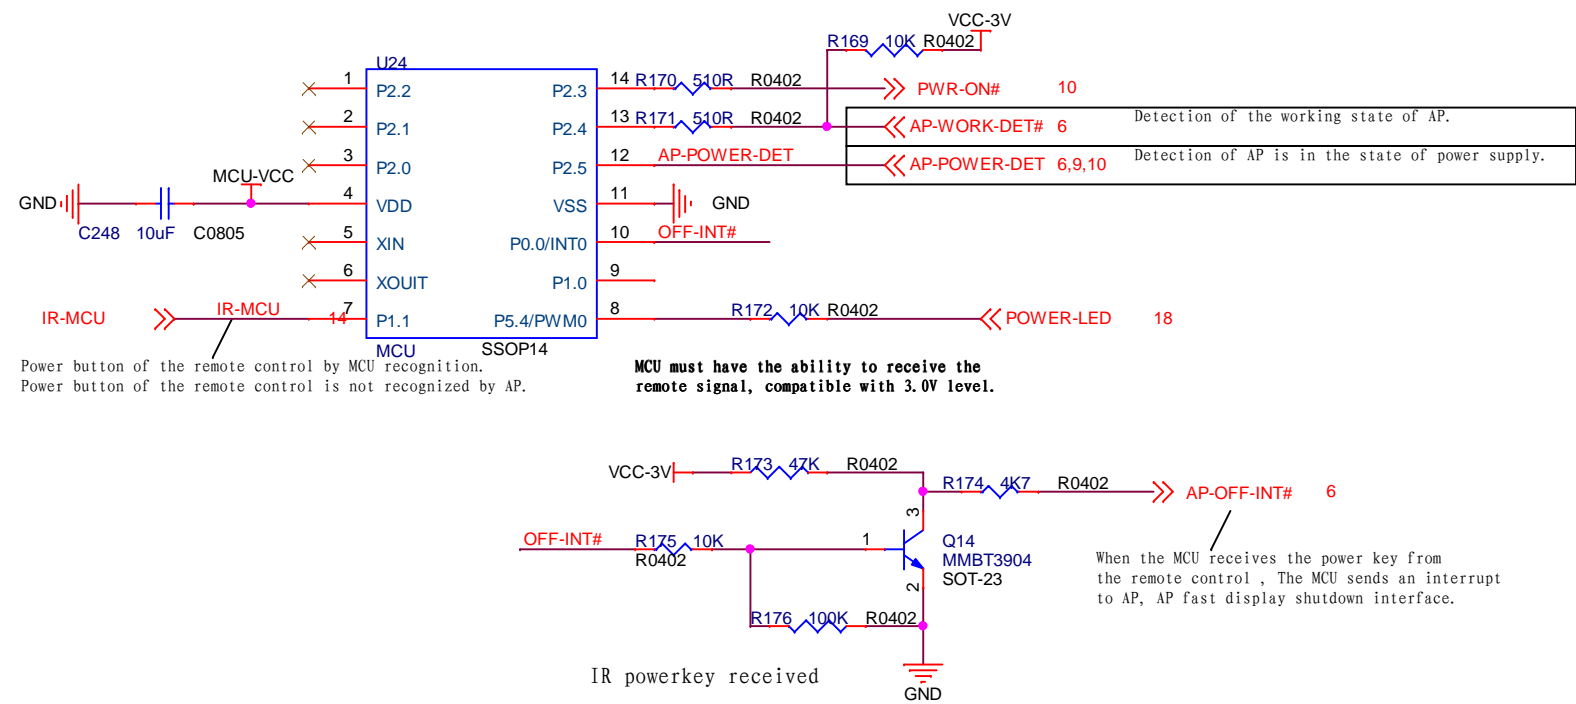 VCC-3V
R169 10K R0402
U24
1 P2.2 P2.3 14 R170 510R R0402 PWR-ON# 10
2 P2.1 P2.4 13 R171 510R R0402 AP-WORK-DET# 6 Detection of the working state of AP.
3 P2.0 P2.5 12 AP-POWER-DET AP-POWER-DET 6,9,10 Detection of AP is in the state of power supply.
MCU-VCC
GND 4 VDD VSS 11 GND
C248 10uF C0805
5 XIN P0.0/INT0 10 OFF-INT#
6 XOUIT P1.0 9
IR-MCU IR-MCU 14 7 P1.1 P5.4/PWM0 8 R172 10K R0402 POWER-LED 18
MCU SSOP14
Power button of the remote control by MCU recognition.
Power button of the remote control is not recognized by AP.
MCU must have the ability to receive the
remote signal, compatible with 3.0V level.
VCC-3V R173 47K R0402
R174 4K7 R0402 AP-OFF-INT# 6
3
OFF-INT# R175 10K 1 Q14
R0402 MMBT3904
SOT-23
2
R176 100K R0402
When the MCU receives the power key from
the remote control , The MCU sends an interrupt
to AP, AP fast display shutdown interface.
IR powerkey received
GND